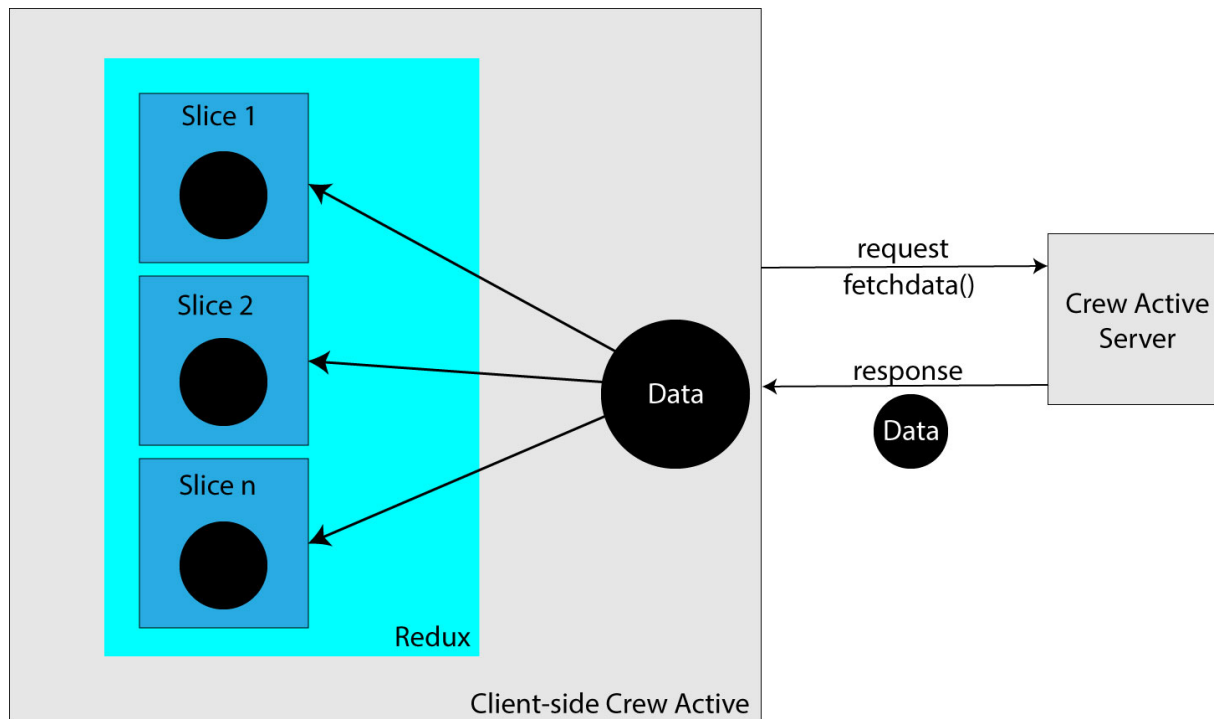 Slice 1
Slice 2
Slice n
Redux
Data
Client-side Crew Active
request
fetchdata()
response
Data
Crew Active
Server